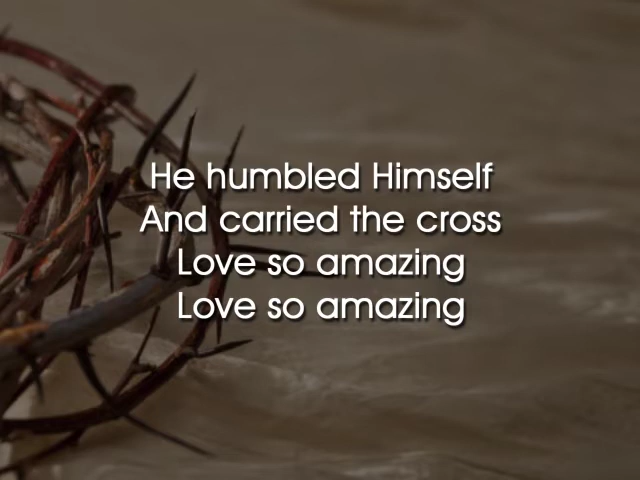 He humbled Himself
And carried the cross
Love so amazing
Love so amazing